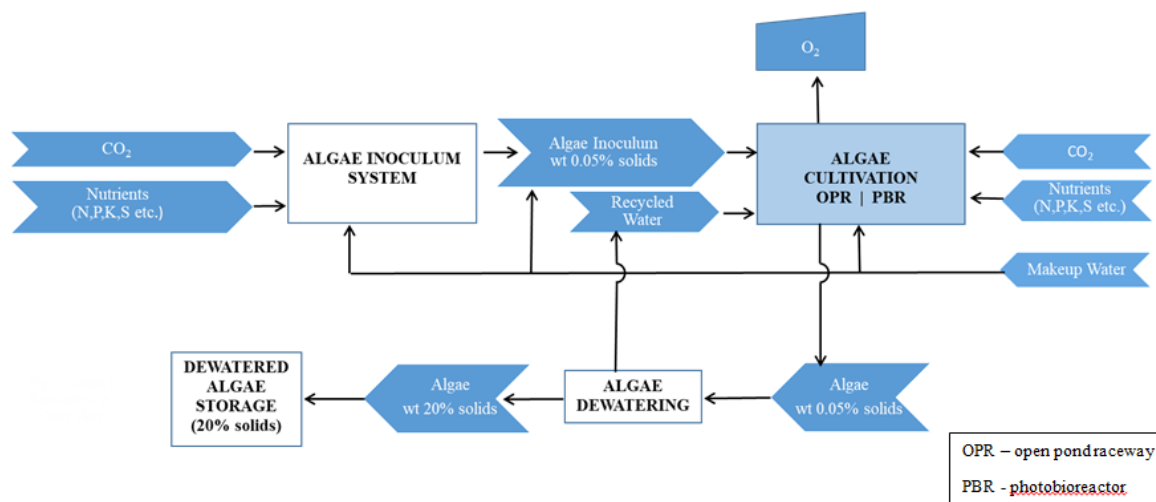 O2
CO2
Nutrients
(N,P,K,S etc.)
ALGAE INOCULUM
SYSTEM
Algae Inoculum
wt 0.05% solids
Recycled
Water
ALGAE
CULTIVATION
OPR | PBR
CO2
Nutrients
(N,P,K,S etc.)
Makeup Water
DEWATERED
ALGAE
STORAGE
(20% solids)
Algae
wt 20% solids
ALGAE
DEWATERING
Algae
wt 0.05% solids
OPR – open pond raceway
PBR - photobioreactor